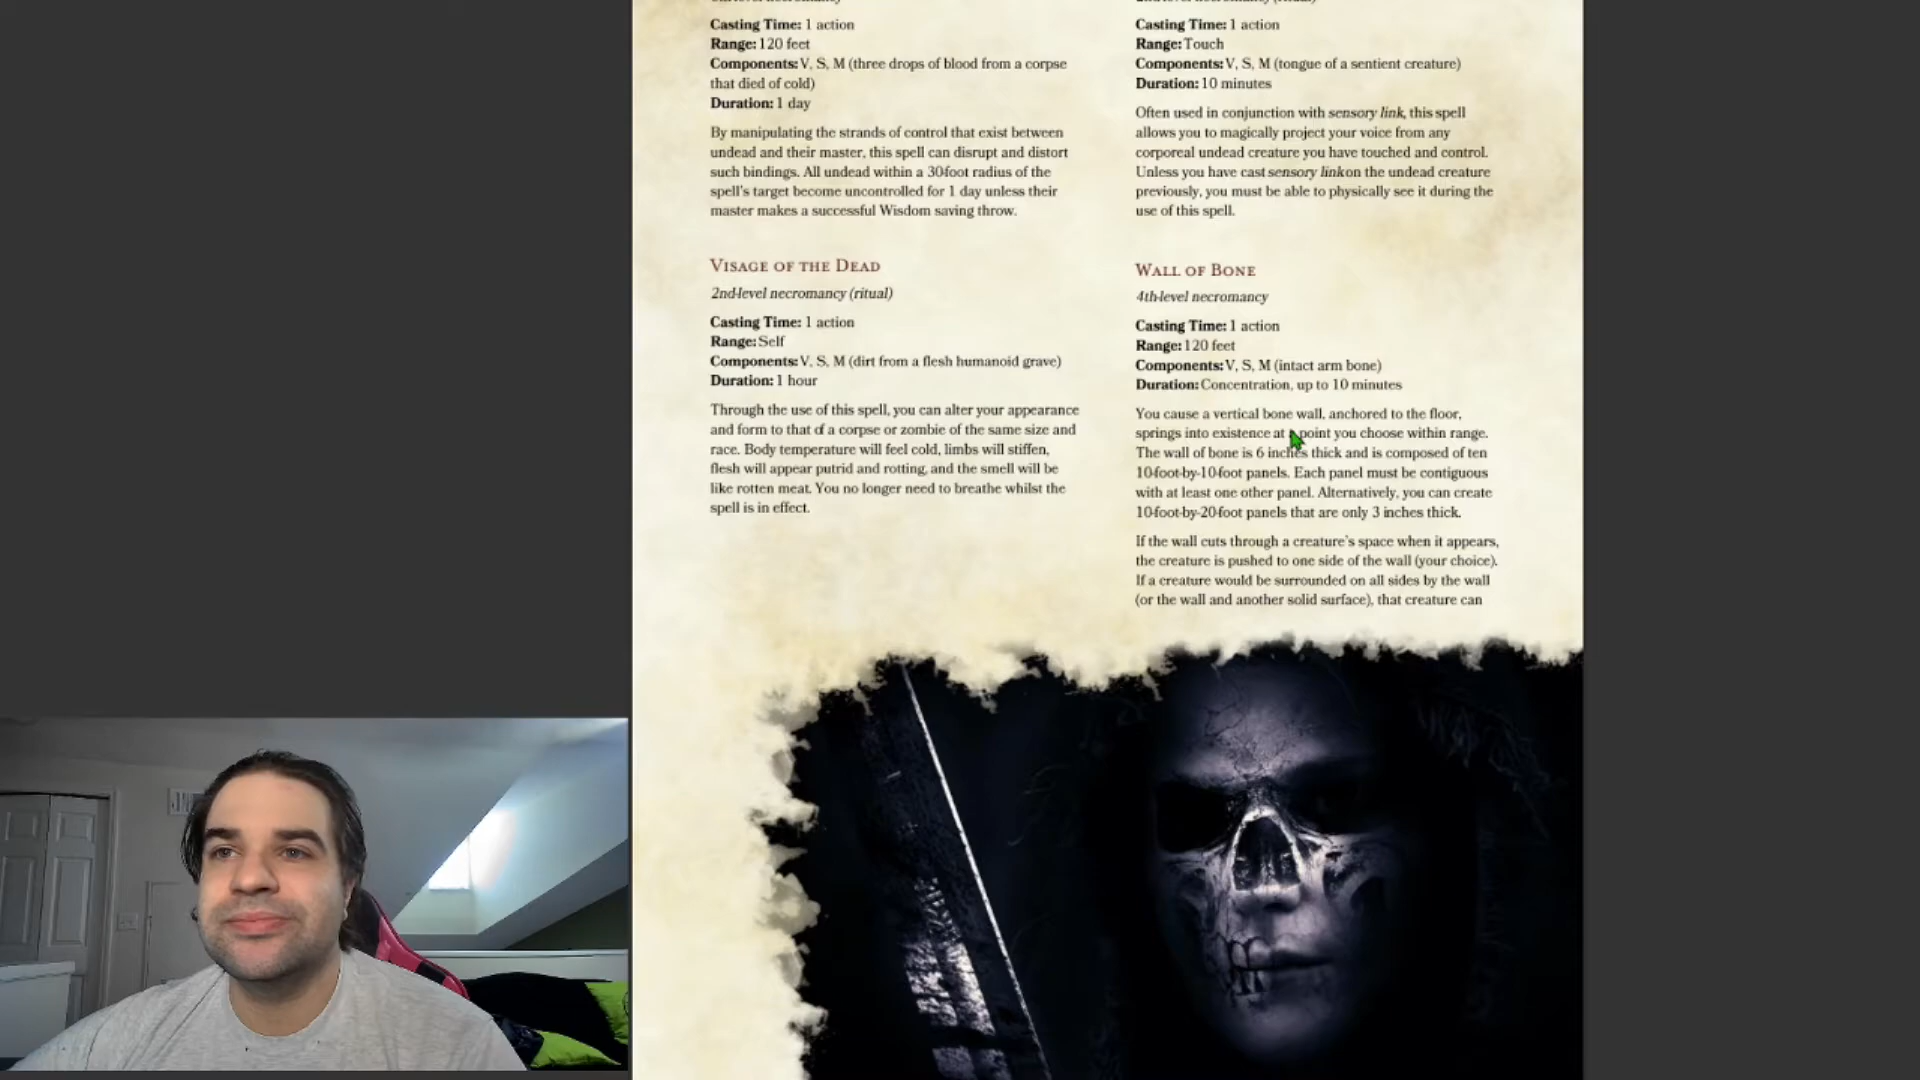 Casting Time: 1 action
Range: 120 feet
Components: V, S, M (three drops of blood from a corpse
that died of cold)
Duration: 1 day
By manipulating the strands of control that exist between
undead and their master, this spell can disrupt and distort
such bindings. All undead within a 30foot radius of the
spell's target become uncontrolled for 1 day unless their
master makes a successful Wisdom saving throw.
Visage of the Dead
2nd-level necromancy (ritual)
Casting Time: 1 action
Range: Self
Components: V, S, M (dirt from a flesh humanoid grave)
Duration: 1 hour
Through the use of this spell, you can alter your appearance
and form to that of a corpse or zombie of the same size and
race. Body temperature will feel cold, limbs will stiffen,
flesh will appear putrid and rotting, and the smell will be
like rotten meat. You no longer need to breathe whilst the
spell is in effect.
Casting Time: 1 action
Range: Touch
Components: V, S, M (tongue of a sentient creature)
Duration: 10 minutes
Often used in conjunction with sensory link, this spell
allows you to magically project your voice from any
corporeal undead creature you have touched and control.
Unless you have cast sensory link on the undead creature
previously, you must be able to physically see it during the
use of this spell.
Wall of Bone
4th-level necromancy
Casting Time: 1 action
Range: 120 feet
Components: V, S, M (intact arm bone)
Duration: Concentration, up to 10 minutes
You cause a vertical bone wall, anchored to the floor,
springs into existence at point you choose within range.
The wall of bone is 6 inches thick and is composed of ten
10-foot-by-10-foot panels. Each panel must be contiguous
with at least one other panel. Alternatively, you can create
10-foot-by-20-foot panels that are only 3 inches thick.
If the wall cuts through a creature's space when it appears,
the creature is pushed to one side of the wall (your choice).
If a creature would be surrounded on all sides by the wall
(or the wall and another solid surface), that creature can